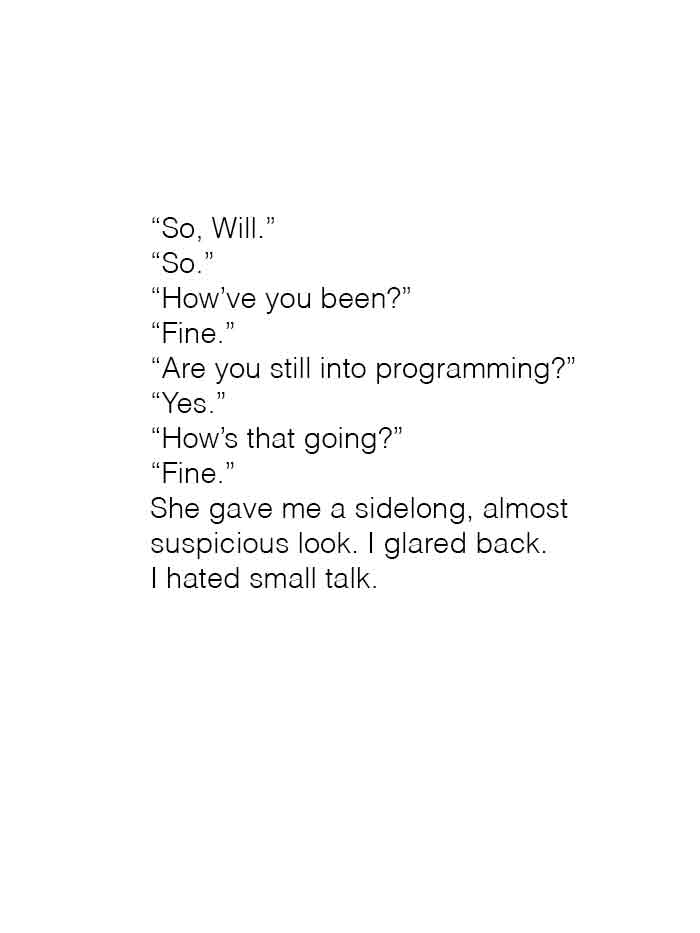 “So, Will.”
“So.”
“How’ve you been?”
“Fine.”
“Are you still into programming?”
“Yes.”
“How’s that going?”
“Fine.”
She gave me a sidelong, almost
suspicious look. I glared back.
I hated small talk.